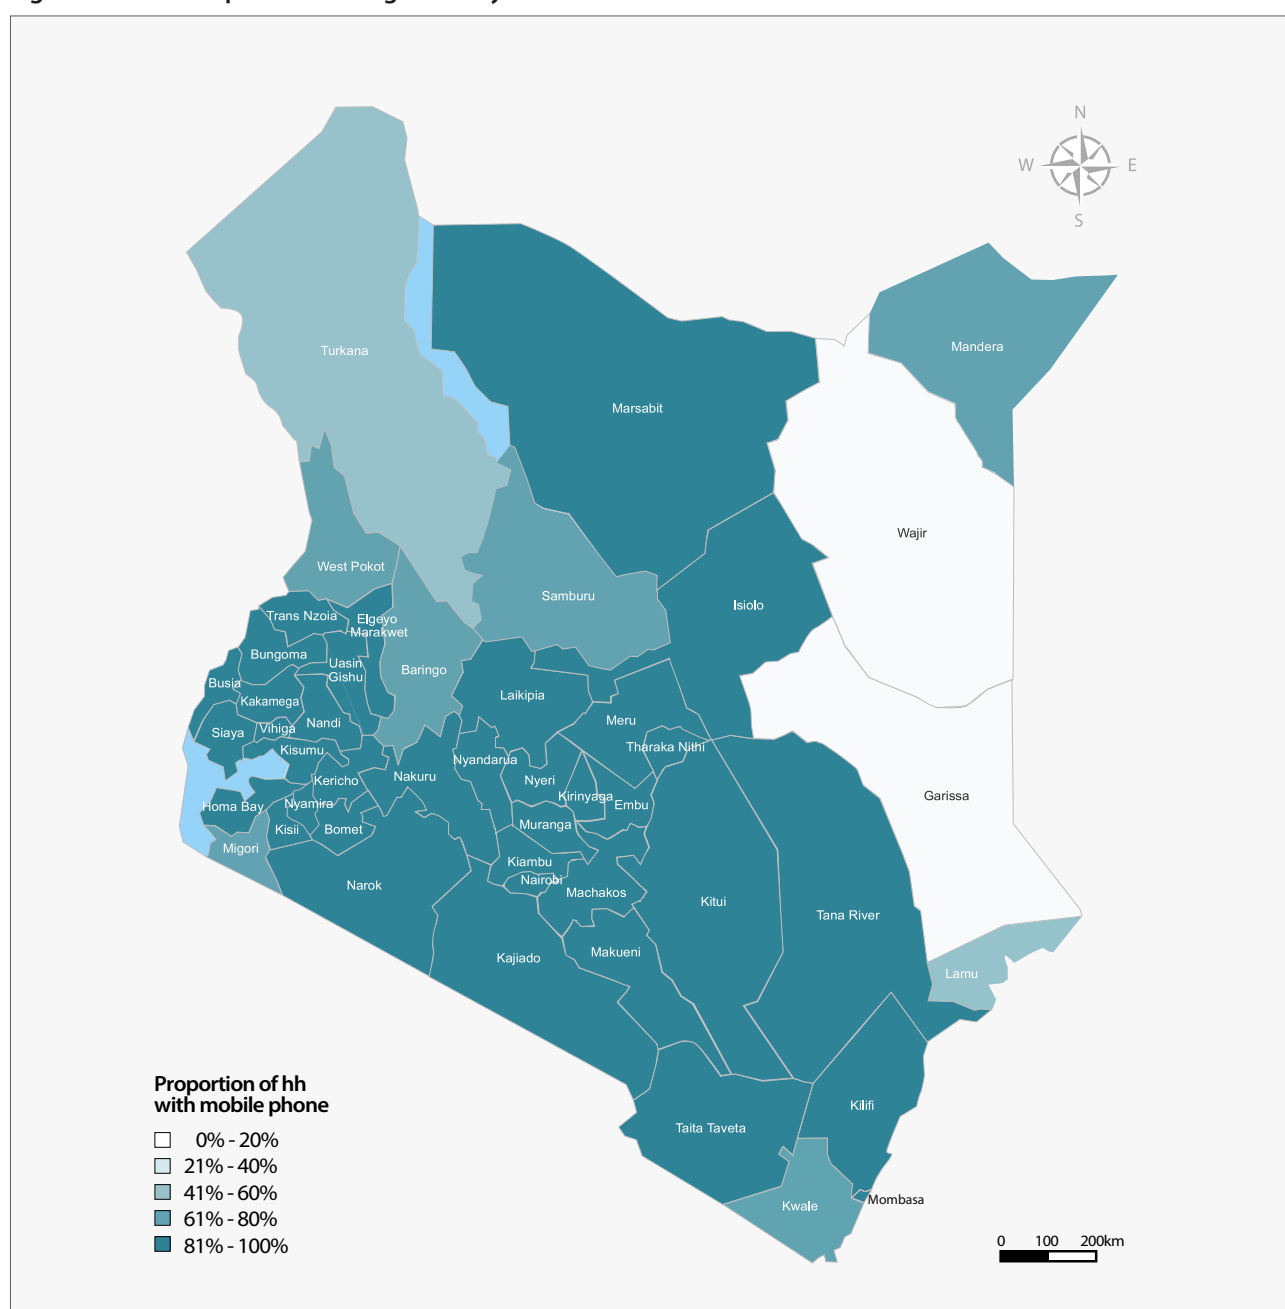 N
W E
S
Turkana
Mandera
Marsabit
Wajir
West Pokot
Samburu
Isiolo
Trans Nzoia
Elgeyo
Marakwet
Bungoma
Uasin
Gishu
Baringo
Busia
Kakamega
Laikipia
Siaya
Vihiga
Nandi
Meru
Kisumu
Tharaka Nithi
Nyandarua
Kericho
Nakuru
Nyeri
Garissa
Homa Bay
Nyamira
Kirinyaga
Embu
Kisii
Bomet
Muranga
Migori
Kiambu
Narok
Nairobi
Machakos
Kitui
Tana River
Kajiado
Makueni
Lamu
Proportion of hh
with mobile phone
0% - 20%
21% - 40%
41% - 60%
61% - 80%
81% - 100%
Kilifi
Taita Taveta
Mombasa
Kwale
0 100 200km